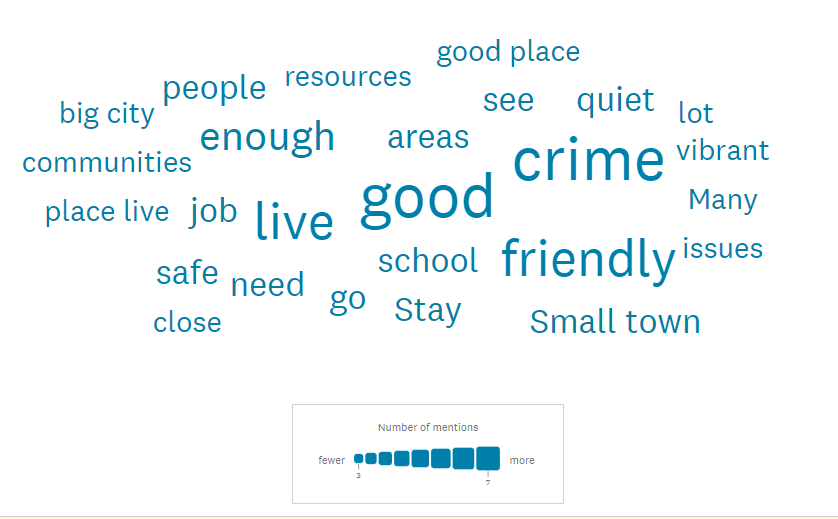 good place
people
resources
big city
see
quiet
lot
enough
areas
communities
crime
vibrant
place live
job
live
good
Many
safe
need
school
friendly
issues
go
Stay
close
Small town
Number of mentions
fewer
more
3
7